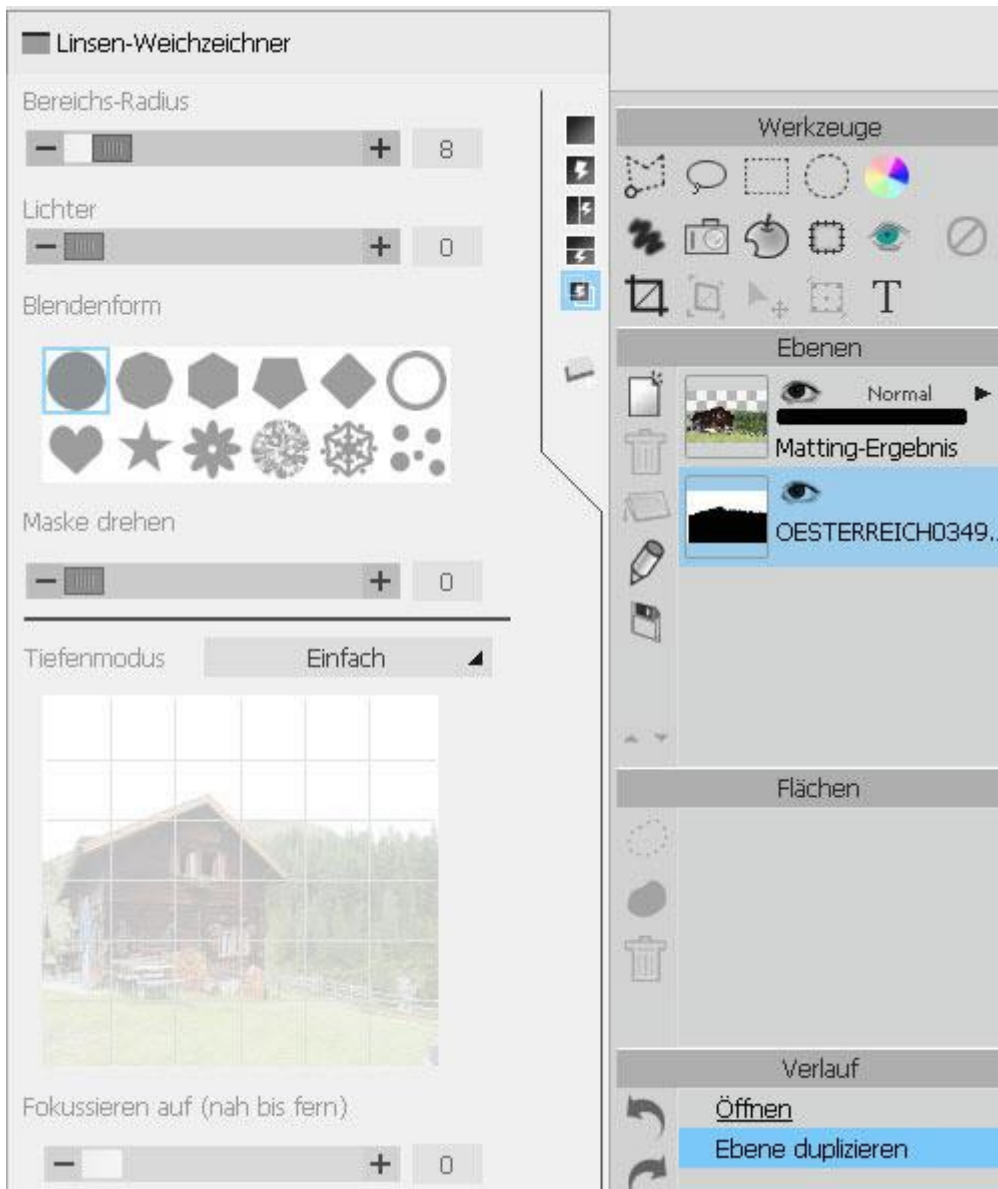 Linsen-Weichzeichner
Bereichs-Radius
8
Lichter
0
Blendenform
Maske drehen
0
Tiefenmodus
Einfach
Fokussieren auf (nah bis fern)
0
Werkzeuge
T
Ebenen
Normal
Matting-Ergebnis
OESTERREICH0349..
Flächen
Verlauf
Öffnen
Ebene duplizieren